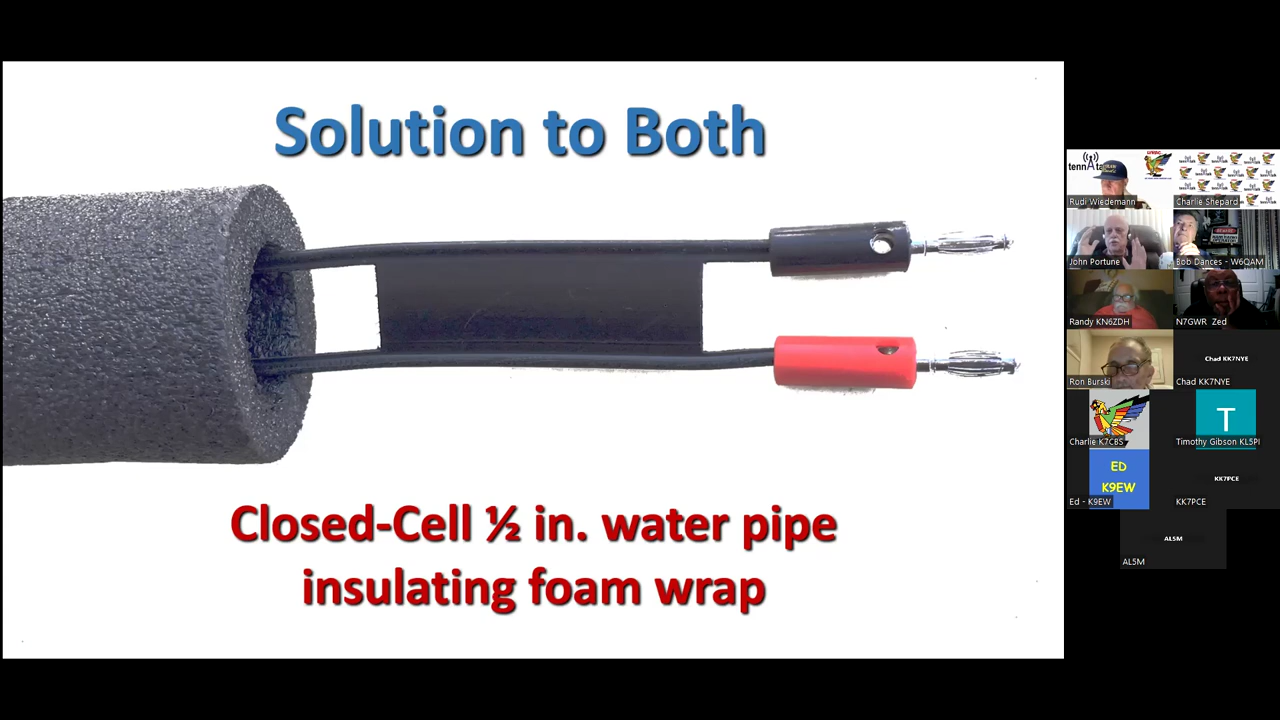 Solution to Both
Closed-Cell ½ in. water pipe
insulating foam wrap
Rudi Wiedemann
Charlie Shepard
John Portune
Bob Dances - W6QAM
Randy KN6ZDH
N7GWR Zed
Ron Burski
Chad KK7NYE
Chad KK7NYE
Charlie K7CBS
T
Timothy Gibson KL5PI
ED
K9EW
Ed - K9EW
KK7PCE
KK7PCE
AL5M
AL5M